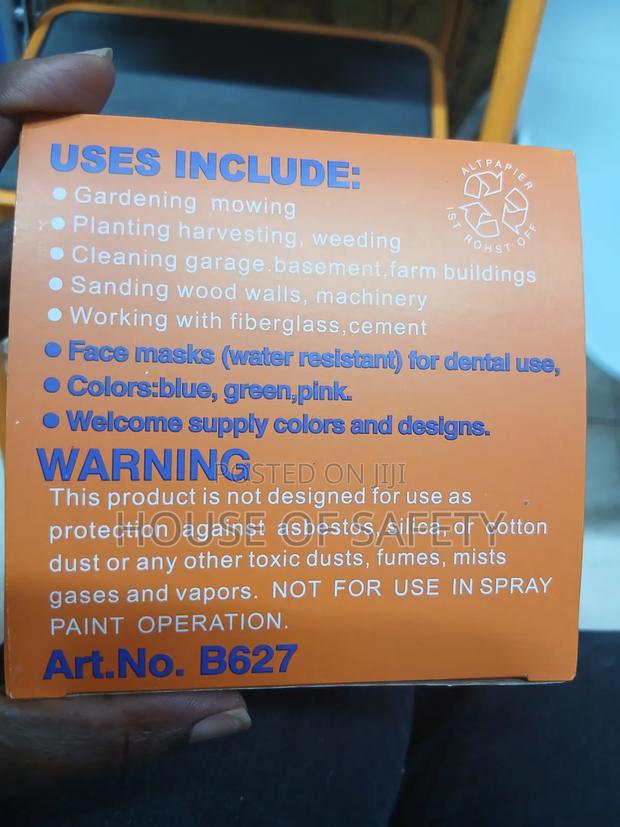 USES INCLUDE:
ALTPAPIER
IST ROHSTOFF
● Gardening mowing
● Planting harvesting, weeding
● Cleaning garage.basement,farm buildings
● Sanding wood walls, machinery
● Working with fiberglass,cement
● Face masks (water resistant) for dental use,
● Colors:blue, green,pink.
● Welcome supply colors and designs.
WARNING
POSTED ON JIJI
This product is not designed for use as
protection against asbestos, silica, or cotton
HOUSE OF SAFETY
dust or any other toxic dusts, fumes, mists
gases and vapors. NOT FOR USE IN SPRAY
PAINT OPERATION.
Art.No. B627